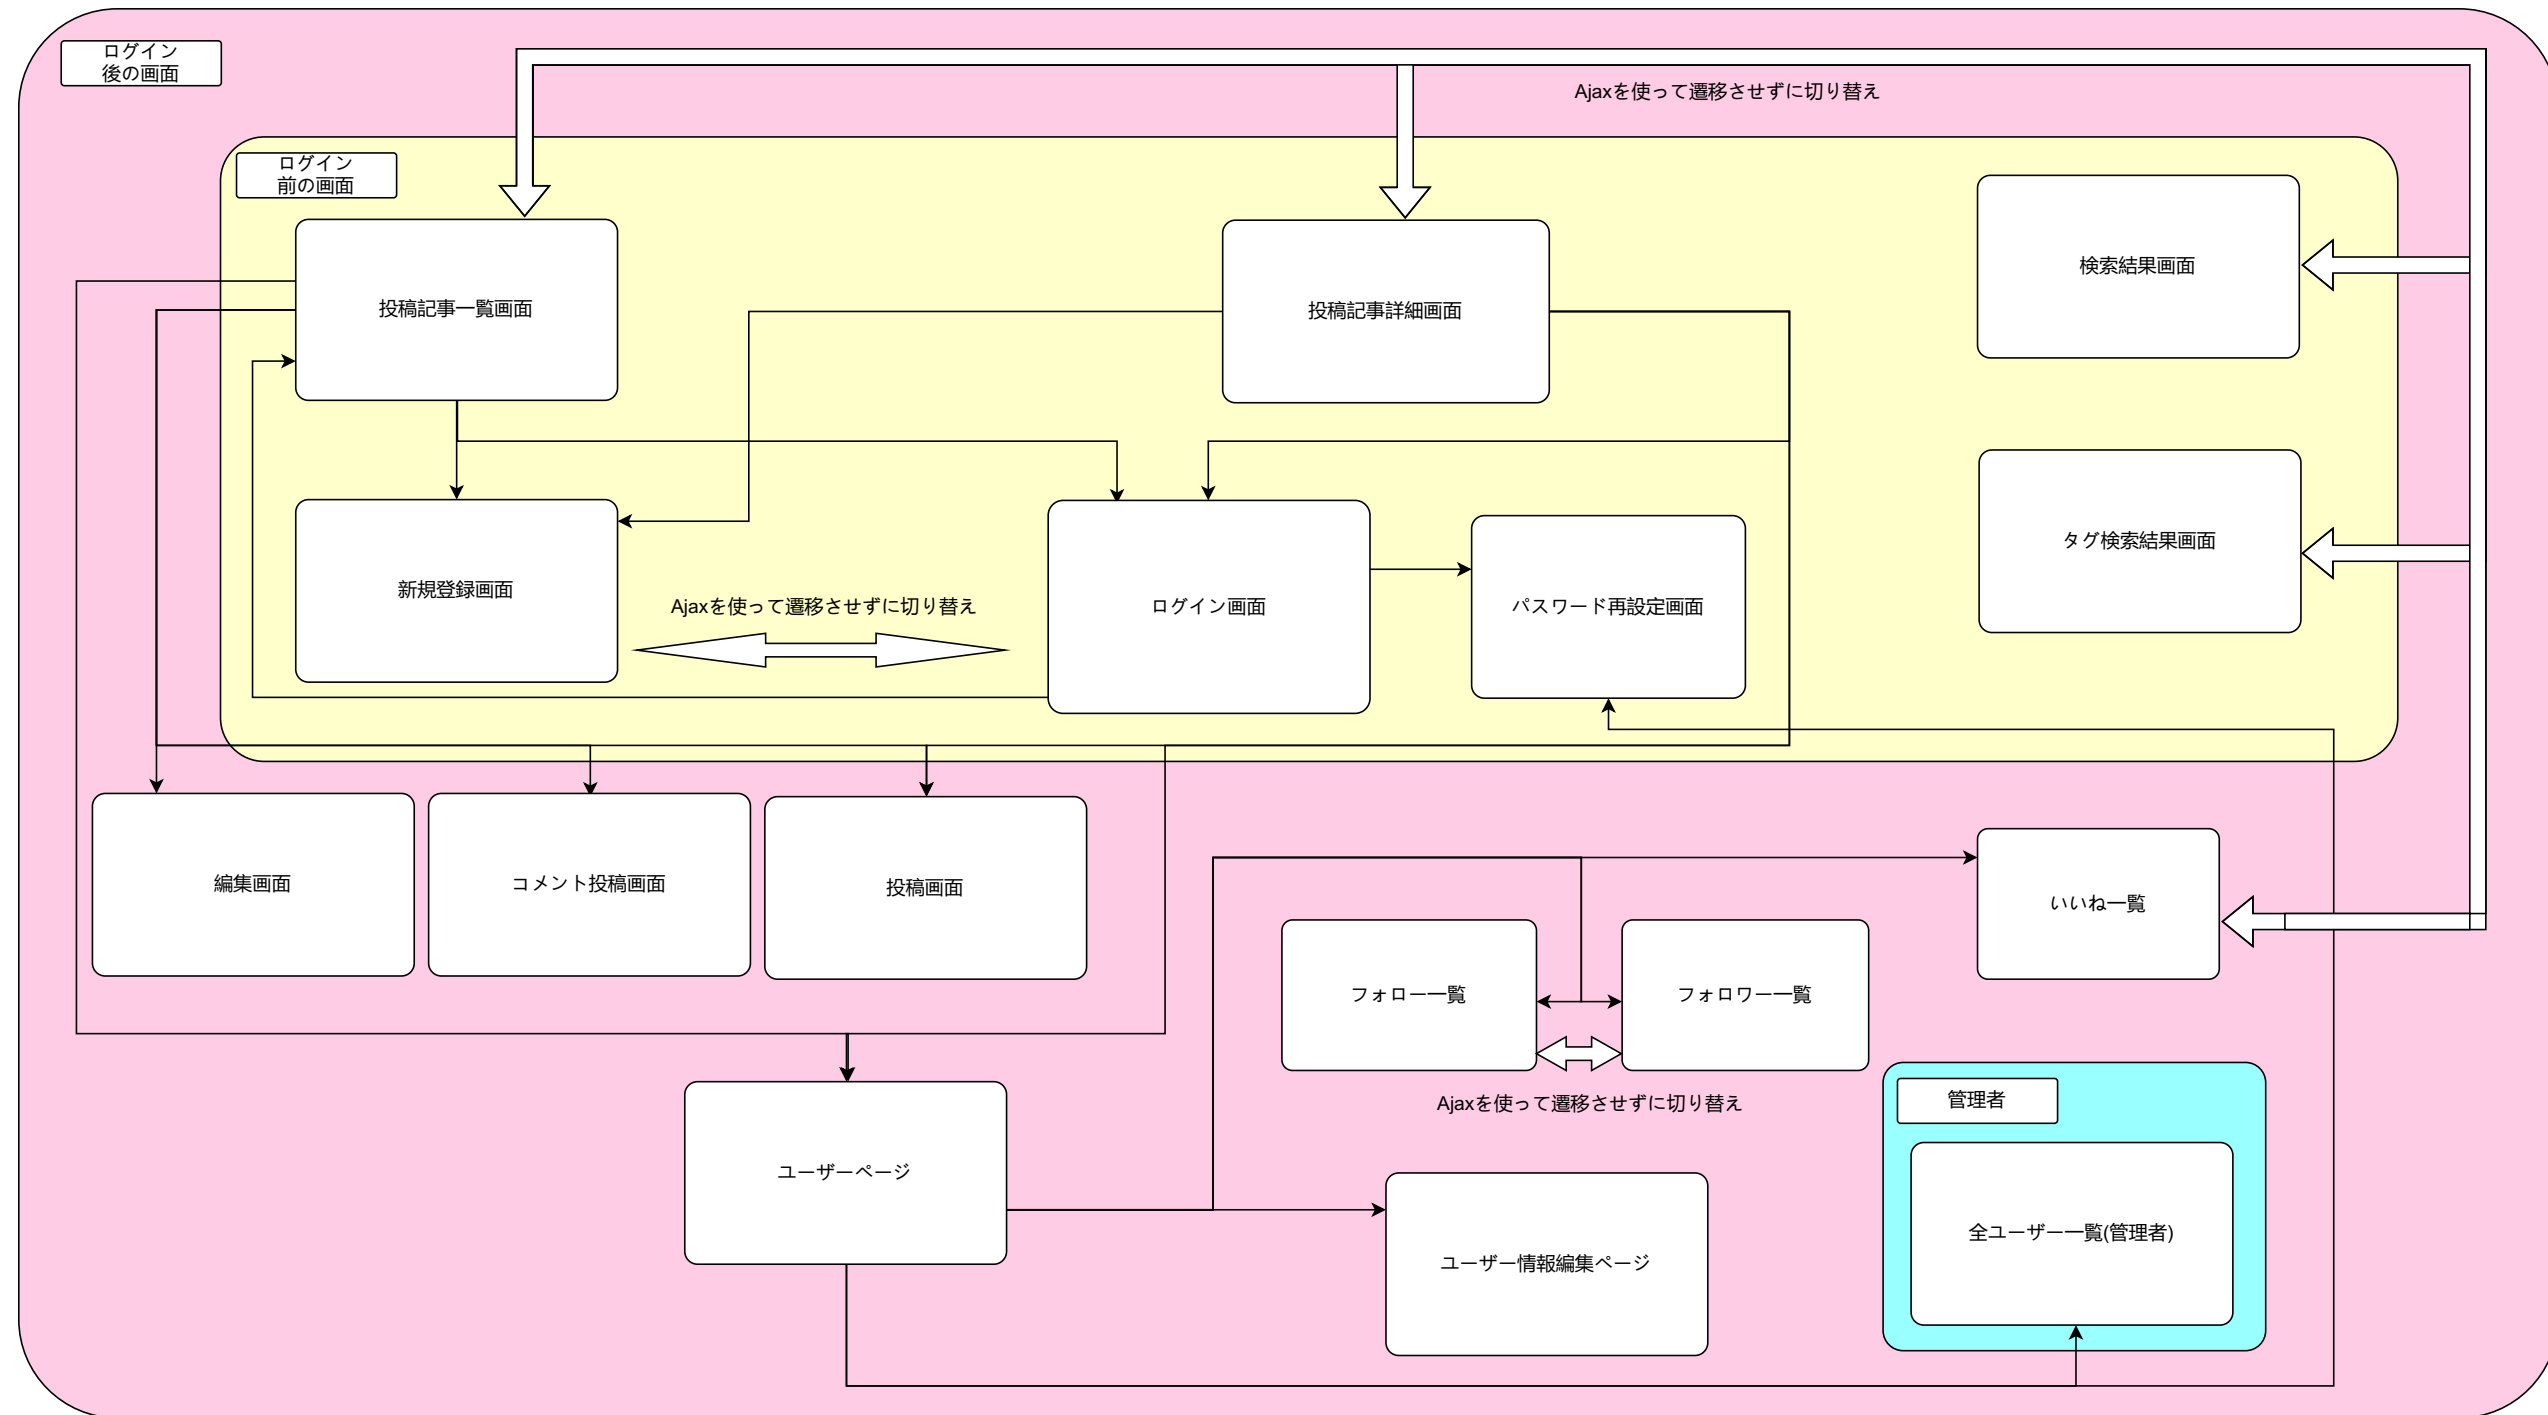 ログイン
後の画面
Ajaxを使って遷移させずに切り替え
ログイン
前の画面
投稿記事一覧画面
投稿記事詳細画面
検索結果画面
新規登録画面
Ajaxを使って遷移させずに切り替え
ログイン画面
パスワード再設定画面
タグ検索結果画面
編集画面
コメント投稿画面
投稿画面
いいね一覧
フォロー一覧
フォロワー一覧
Ajaxを使って遷移させずに切り替え
管理者
ユーザーページ
ユーザー情報編集ページ
全ユーザー一覧(管理者)